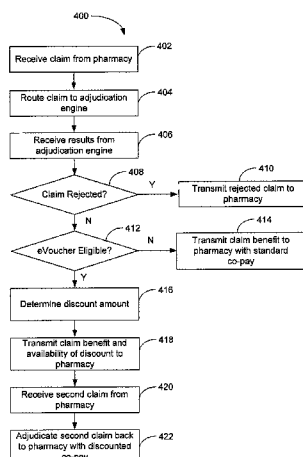 400
402
Receive claim from pharmacy
404
Route claim to adjudication
engine
406
Receive results from
adjudication engine
408
Claim Rejected?
Y
410
Transmit rejected claim to
pharmacy
N
412
eVoucher Eligible?
N
414
Transmit claim benefit to
pharmacy with standard
co-pay
Y
416
Determine discount amount
418
Transmit claim benefit and
availability of discount to
pharmacy
420
Receive second claim from
pharmacy
422
Adjudicate second claim back
to pharmacy with discounted
co-pay